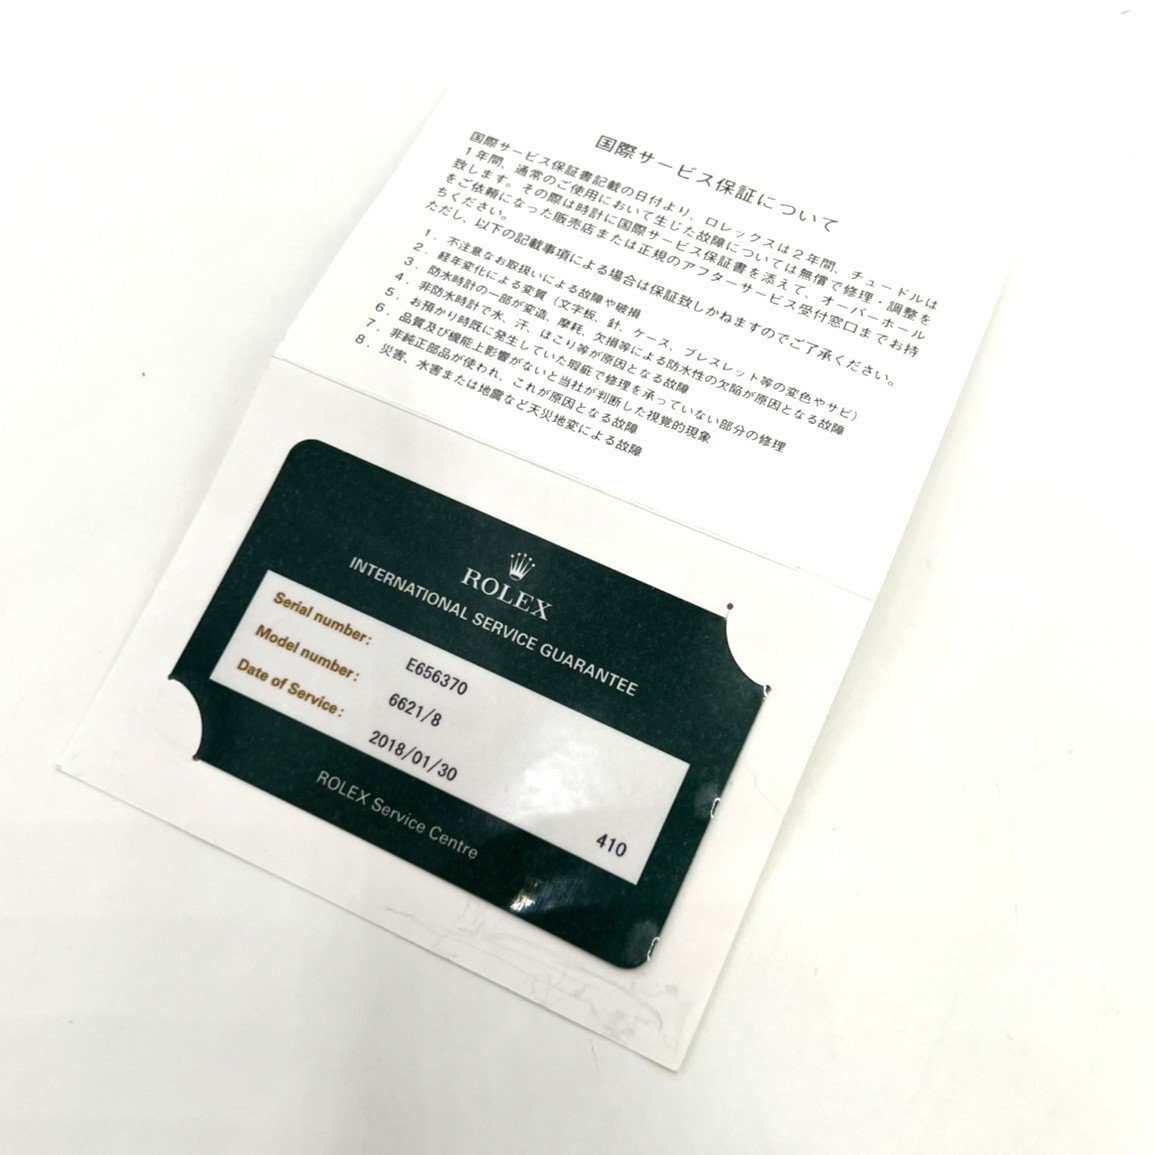 国際サービス保証について
国際サービス保証書記載の日付より、ロレックスは2年間、チュードルは
1年間、通常のご使用において生じた故障については無償で修理・調整を
致します。その際は時計に国際サービス保証書を添えて、オーバーホール
をご依頼になった販売店または正規のアフターサービス受付窓口までお持
ちください。
ただし、以下の記載事項による場合は保証致しかねますのでご了承ください。
1. 不注意なお取扱いによる故障や破損
2. 経年変化による変質（文字板、針、ケース、ブレスレット等の変色やサビ）
3. 防水時計の一部が変造、摩耗、欠損等による防水性の欠陥が原因となる故障
4. 非防水時計で水、汗、ほこり等が原因となる故障
5. お預かり時既に発生していた瑕疵で修理を承っていない部分の修理
6. 品質及び機能上影響がないと当社が判断した視覚的現象
7. 非純正部品が使われ、これが原因となる故障
8. 災害、水害または地震など天災地変による故障
ROLEX
INTERNATIONAL SERVICE GUARANTEE
Serial number: E656370
Model number: 6621/8
Date of Service: 2018/01/30
410
ROLEX Service Centre